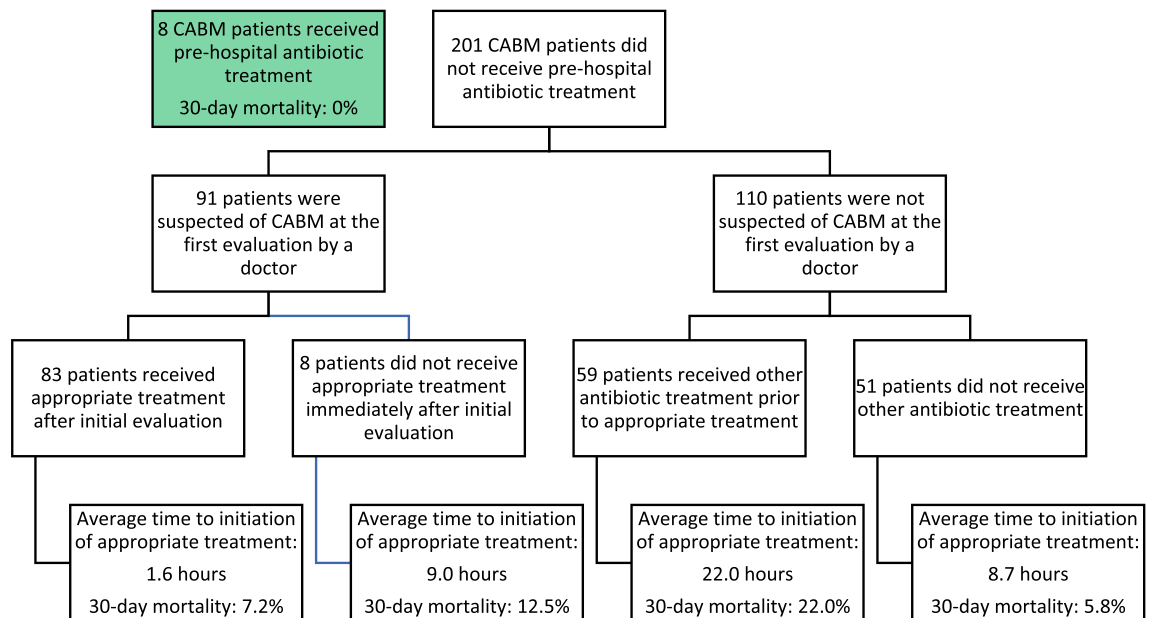 8 CABM patients received
pre-hospital antibiotic
treatment
30-day mortality: 0%
201 CABM patients did
not receive pre-hospital
antibiotic treatment
91 patients were
suspected of CABM at the
first evaluation by a
doctor
110 patients were not
suspected of CABM at the
first evaluation by a
doctor
83 patients received
appropriate treatment
after initial evaluation
8 patients did not receive
appropriate treatment
immediately after initial
evaluation
59 patients received other
antibiotic treatment prior
to appropriate treatment
51 patients did not receive
other antibiotic treatment
Average time to initiation
of appropriate treatment:
1.6 hours
30-day mortality: 7.2%
Average time to initiation
of appropriate treatment:
9.0 hours
30-day mortality: 12.5%
Average time to initiation
of appropriate treatment:
22.0 hours
30-day mortality: 22.0%
Average time to initiation
of appropriate treatment:
8.7 hours
30-day mortality: 5.8%